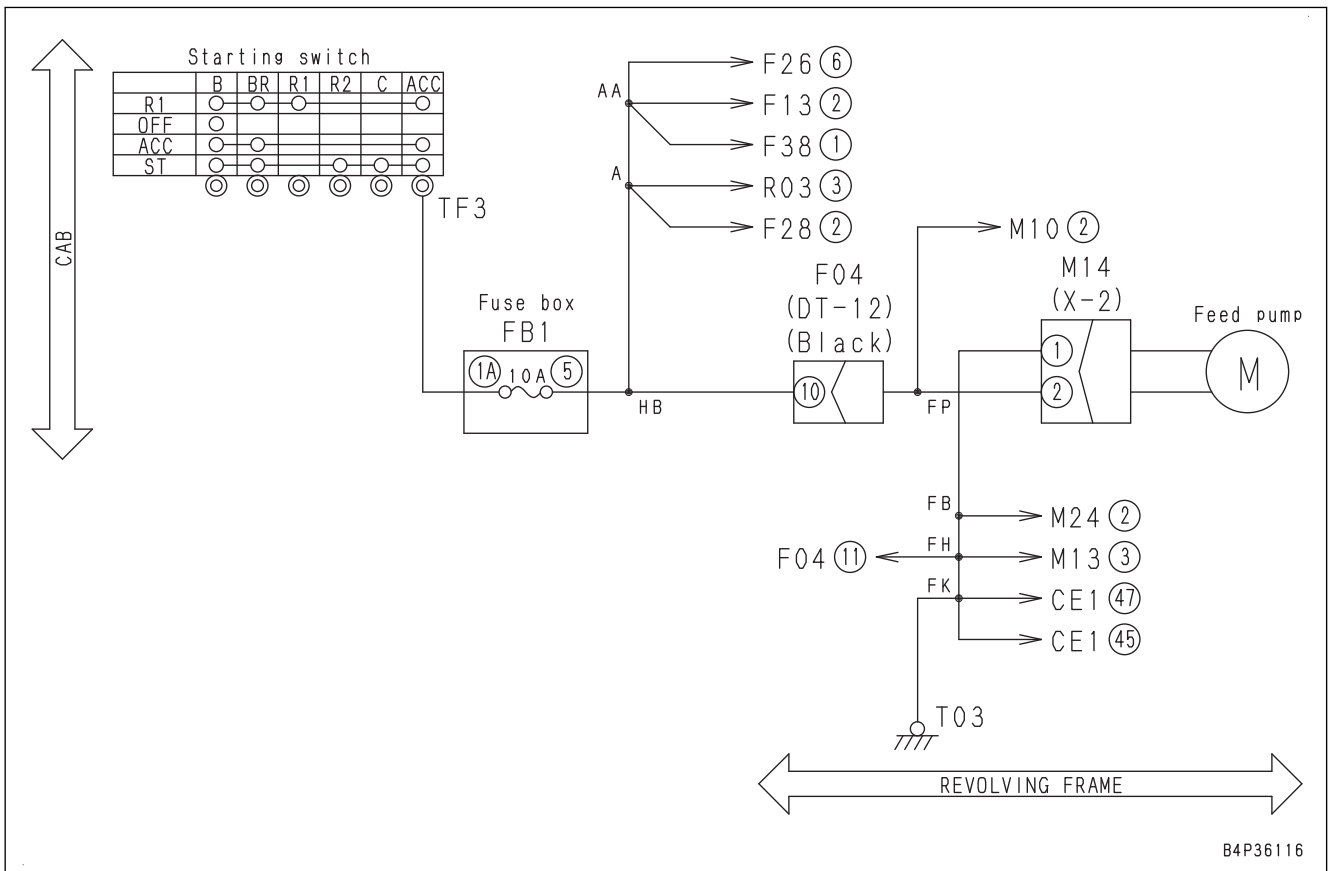 Starting switch
B BR R1 R2 C ACC
R1
OFF
ACC
ST
TF3
CAB
AA
A
F26 6
F13 2
F38 1
R03 3
F28 2
Fuse box
FB1
1A 10A 5
HB
F04
(DT-12)
(Black)
10
M10 2
FP
M14
(X-2)
1
2
Feed pump
M
FB
FH
FK
M24 2
F04 11
M13 3
CE1 47
CE1 45
T03
REVOLVING FRAME
B4P36116